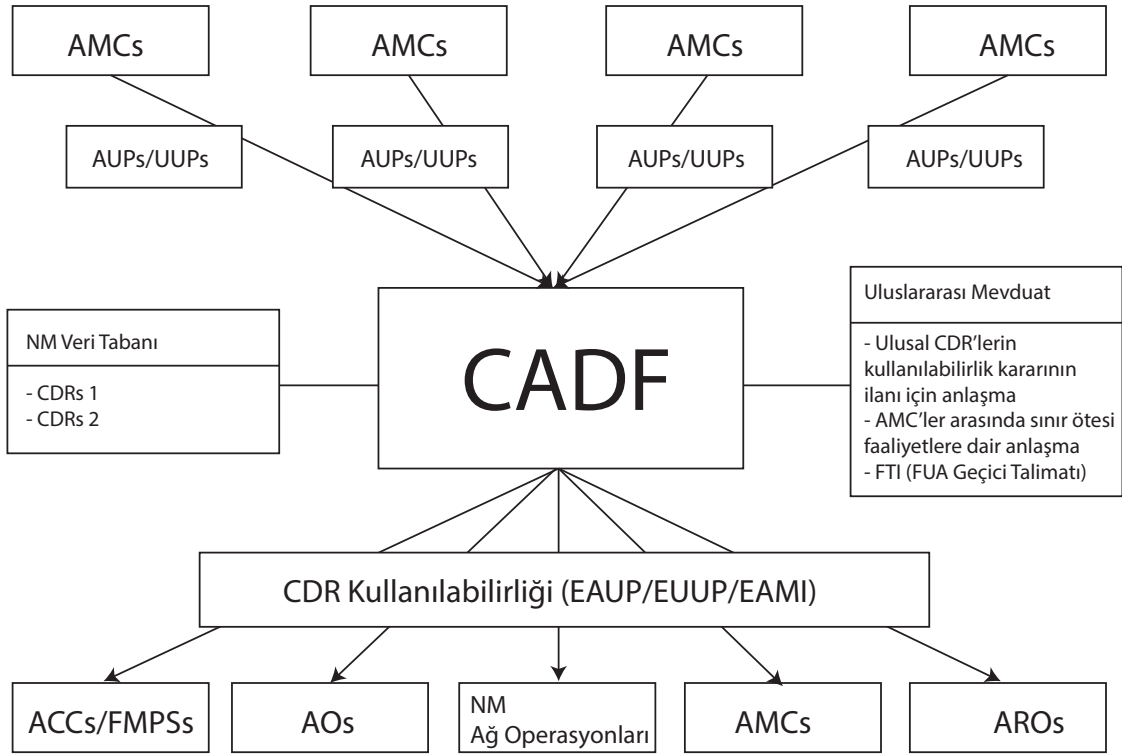 AMCs
AMCs
AMCs
AMCs
AUPs/UUPs
AUPs/UUPs
AUPs/UUPs
AUPs/UUPs
NM Veri Tabanı
- CDRs 1
- CDRs 2
CADF
Uluslararası Mevduat
- Ulusal CDR’lerin
kullanılabilirlik kararının
ilanı için anlaşma
- AMC’ler arasında sınır ötesi
faaliyetlere dair anlaşma
- FTI (FUA Geçici Talimatı)
CDR Kullanılabilirliği (EAUP/EUUP/EAMI)
ACCs/FMPSs
AOs
NM
Ağ Operasyonları
AMCs
AROs